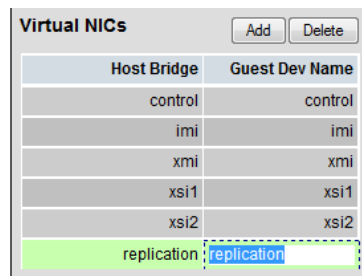 Virtual NICs Add Delete
Host Bridge Guest Dev Name
control control
imi imi
xmi xmi
xsi1 xsi1
xsi2 xsi2
replication replication